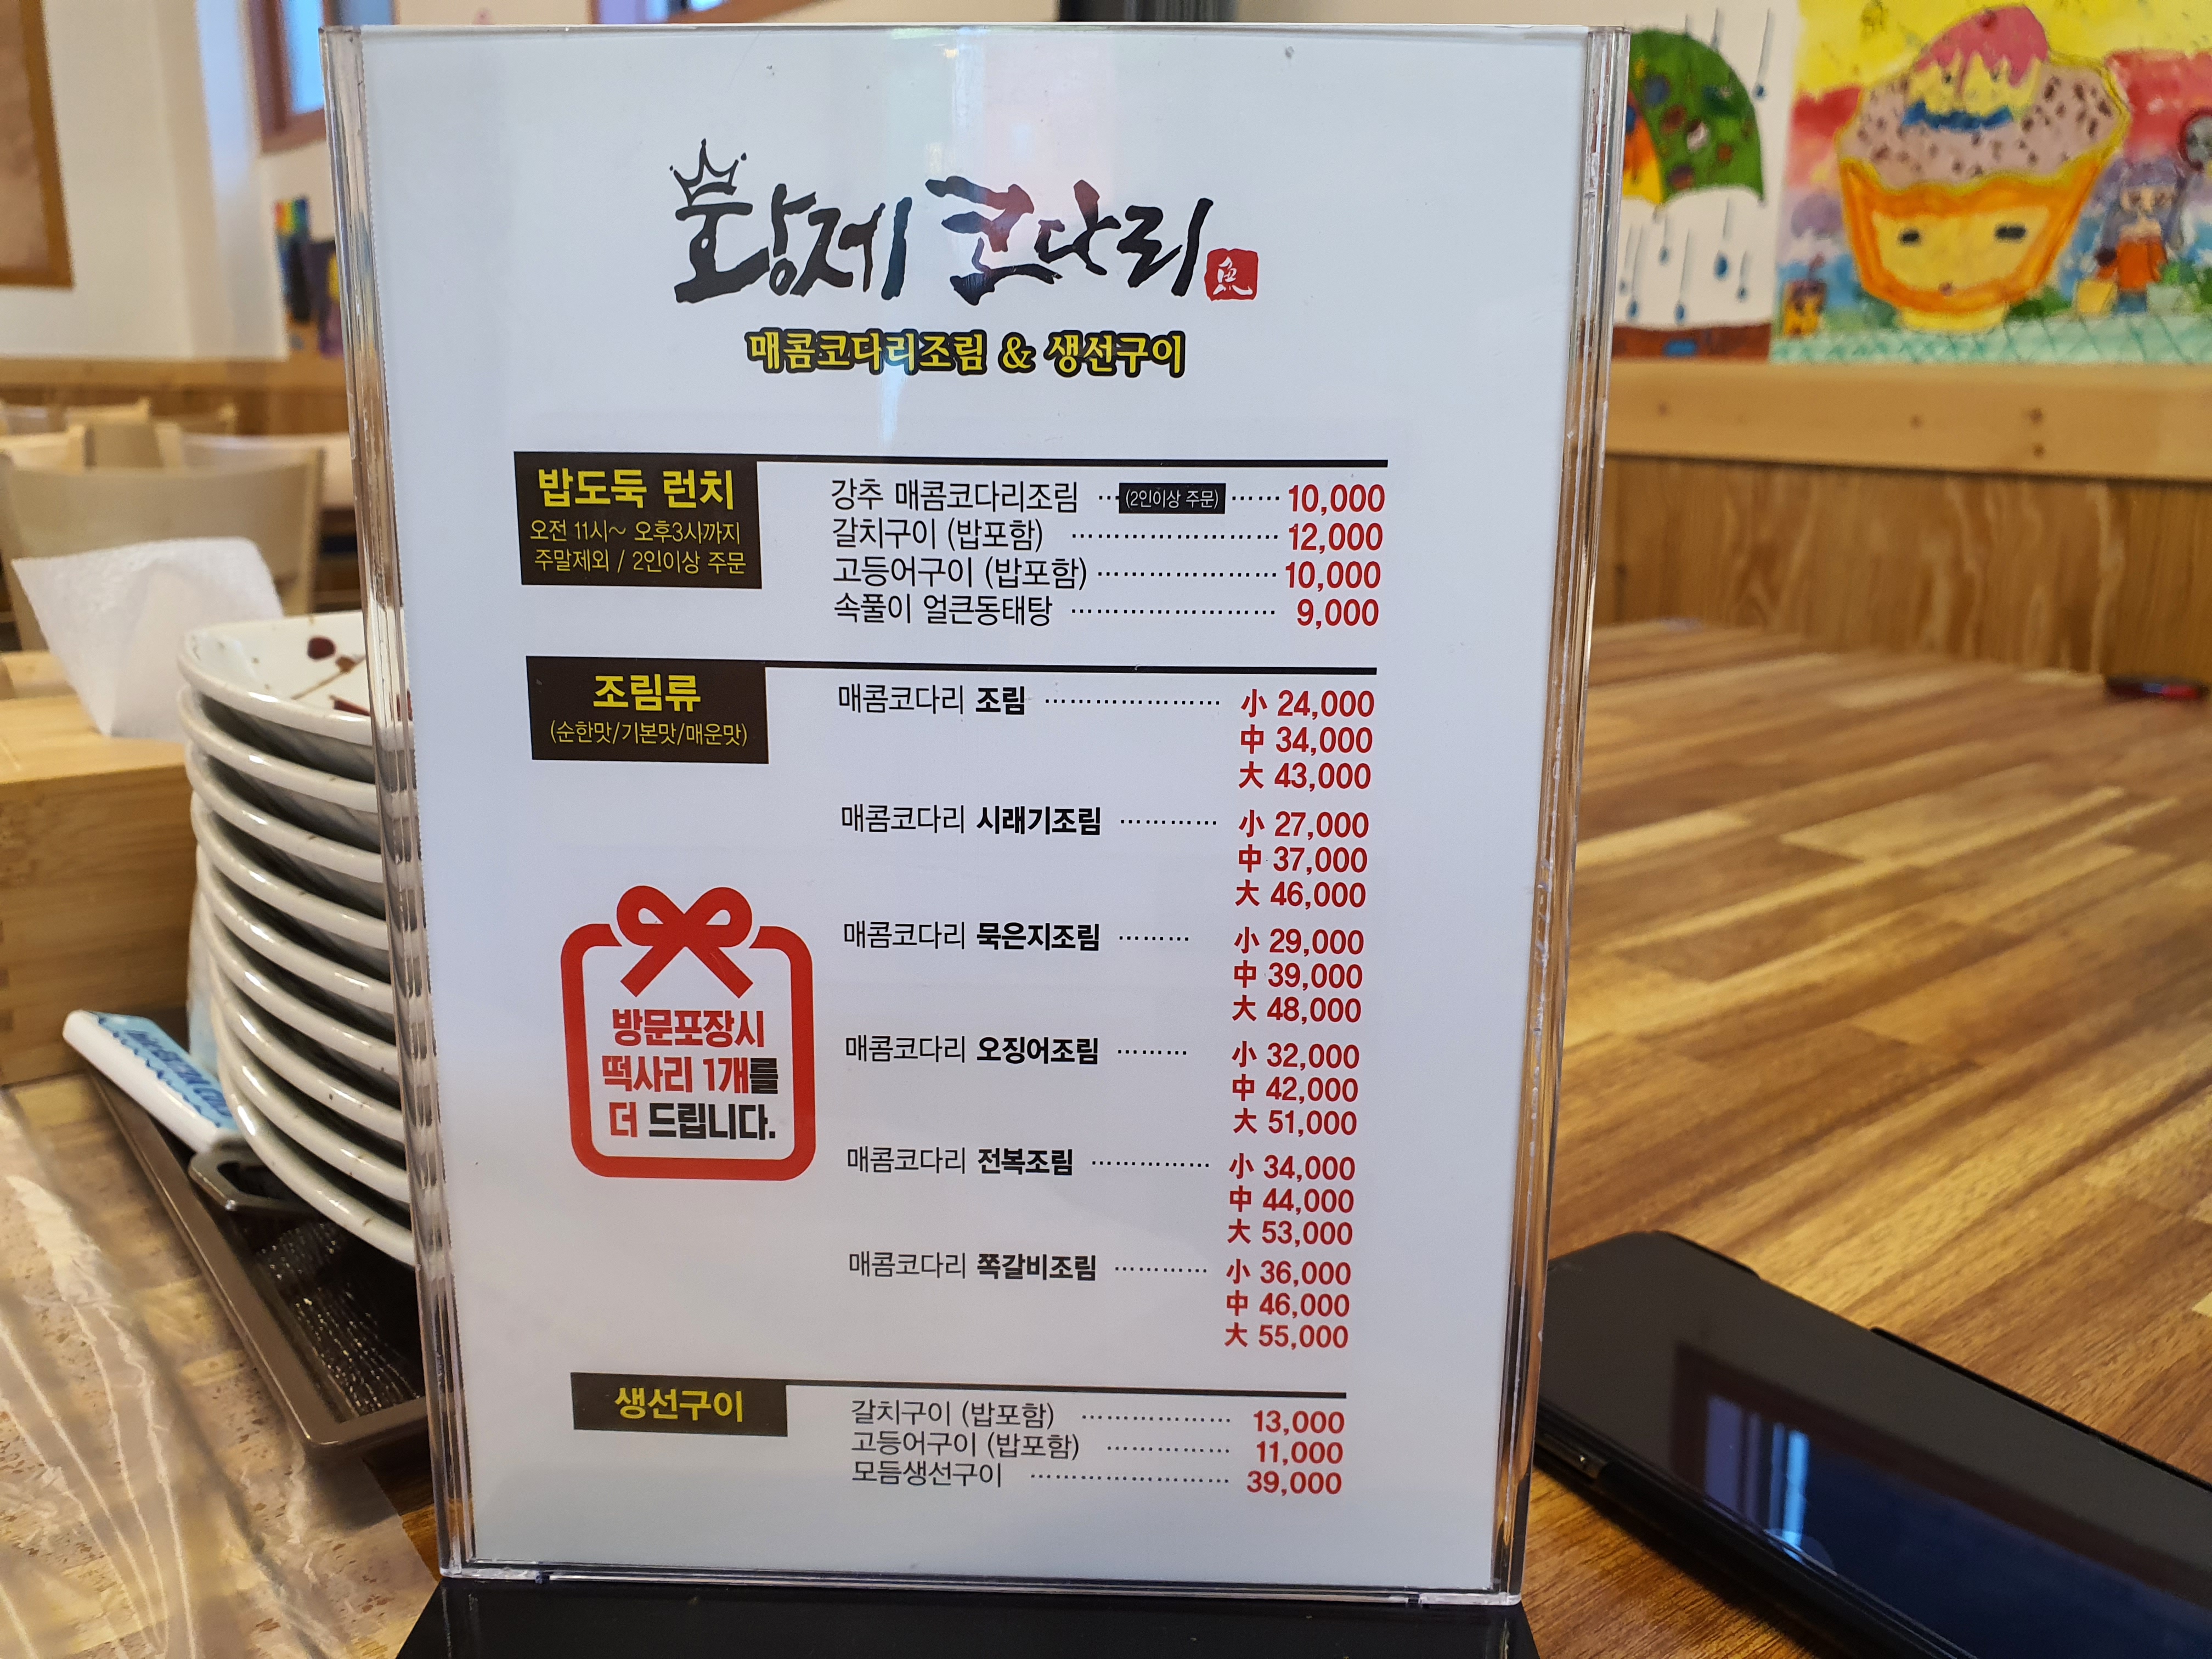 황제 코다리 魚
매콤코다리조림 & 생선구이
밥도둑 런치
오전 11시~ 오후3시까지
주말제외 / 2인이상 주문
강추 매콤코다리조림 ···(2인이상 주문)······ 10,000
갈치구이 (밥포함) ························ 12,000
고등어구이 (밥포함) ····················· 10,000
속풀이 얼큰동태탕 ························ 9,000
조림류
(순한맛/기본맛/매운맛)
매콤코다리 조림 ····················· 小 24,000
中 34,000
大 43,000
매콤코다리 시래기조림 ············ 小 27,000
中 37,000
大 46,000
매콤코다리 묵은지조림 ········· 小 29,000
中 39,000
大 48,000
매콤코다리 오징어조림 ········· 小 32,000
中 42,000
大 51,000
매콤코다리 전복조림 ··············· 小 34,000
中 44,000
大 53,000
매콤코다리 쪽갈비조림 ············ 小 36,000
中 46,000
大 55,000
방문포장시
떡사리 1개를
더 드립니다.
생선구이
갈치구이 (밥포함) ··················· 13,000
고등어구이 (밥포함) ··············· 11,000
모듬생선구이 ························ 39,000